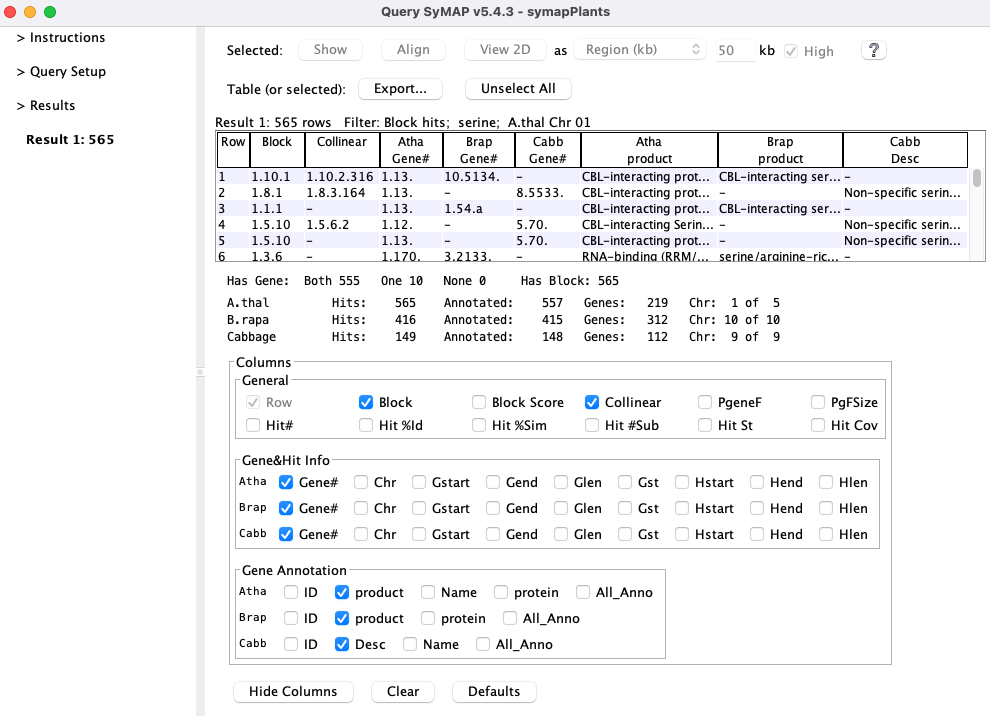 Query SyMAP v5.4.3 - symapPlants
> Instructions
> Query Setup
> Results
Result 1: 565
Selected: Show Align View 2D as Region (kb) 50 kb High ?
Table (or selected): Export... Unselect All
Result 1: 565 rows Filter: Block hits; serine; A.thal Chr 01
Row Block Collinear Atha Gene# Brap Gene# Cabb Gene# Atha product Brap product Cabb Desc
1 1.10.1 1.10.2.316 1.13. 10.5134. – CBL-interacting prot... CBL-interacting ser... –
2 1.8.1 1.8.3.164 1.13. – 8.5533. CBL-interacting prot... – Non-specific serin...
3 1.1.1 – 1.13. 1.54.a – CBL-interacting prot... CBL-interacting ser... –
4 1.5.10 1.5.6.2 1.12. – 5.70. CBL-interacting Serin... – Non-specific serin...
5 1.5.10 – 1.13. – 5.70. CBL-interacting prot... – Non-specific serin...
6 1.3.6 – 1.170. 3.2133. – RNA-binding (RRM/... serine/arginine-ric... –
Has Gene: Both 555 One 10 None 0 Has Block: 565
A.thal Hits: 565 Annotated: 557 Genes: 219 Chr: 1 of 5
B.rapa Hits: 416 Annotated: 415 Genes: 312 Chr: 10 of 10
Cabbage Hits: 149 Annotated: 148 Genes: 112 Chr: 9 of 9
Columns
General
Row Block Block Score Collinear PgeneF PgFSize
Hit# Hit %Id Hit %Sim Hit #Sub Hit St Hit Cov
Gene&Hit Info
Atha Gene# Chr Gstart Gend Glen Gst Hstart Hend Hlen
Brap Gene# Chr Gstart Gend Glen Gst Hstart Hend Hlen
Cabb Gene# Chr Gstart Gend Glen Gst Hstart Hend Hlen
Gene Annotation
Atha ID product Name protein All_Anno
Brap ID product protein All_Anno
Cabb ID Desc Name All_Anno
Hide Columns Clear Defaults